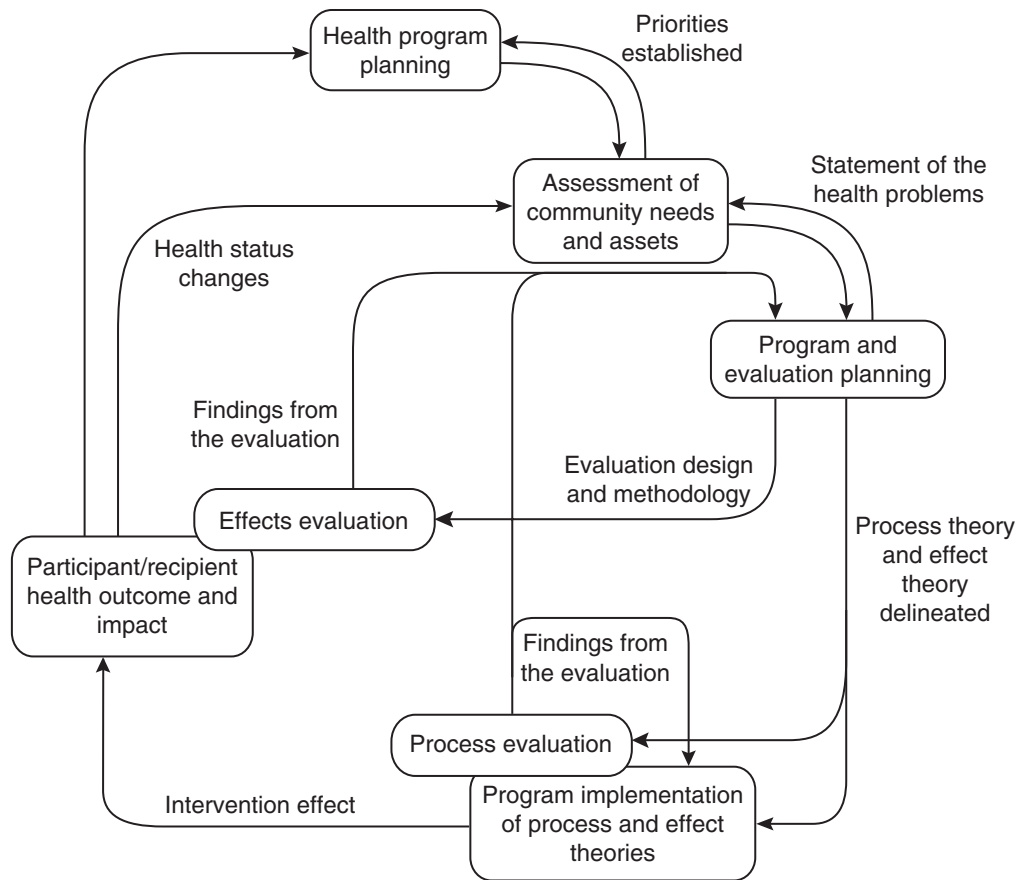 Health program
planning
Priorities
established
Assessment of
community needs
and assets
Statement of the
health problems
Health status
changes
Program and
evaluation planning
Findings from
the evaluation
Evaluation design
and methodology
Effects evaluation
Process theory
and effect
theory
delineated
Participant/recipient
health outcome and
impact
Findings from
the evaluation
Process evaluation
Program implementation
of process and effect
theories
Intervention effect